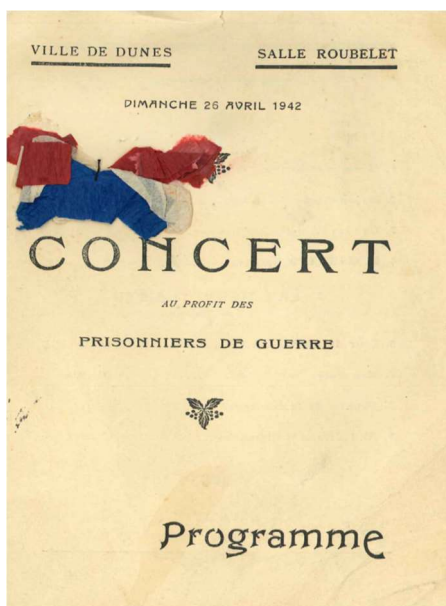 VILLE DE DUNES
SALLE ROUBELET
DIMANCHE 26 AVRIL 1942
CONCERT
AU PROFIT DES
PRISONNIERS DE GUERRE
Programme